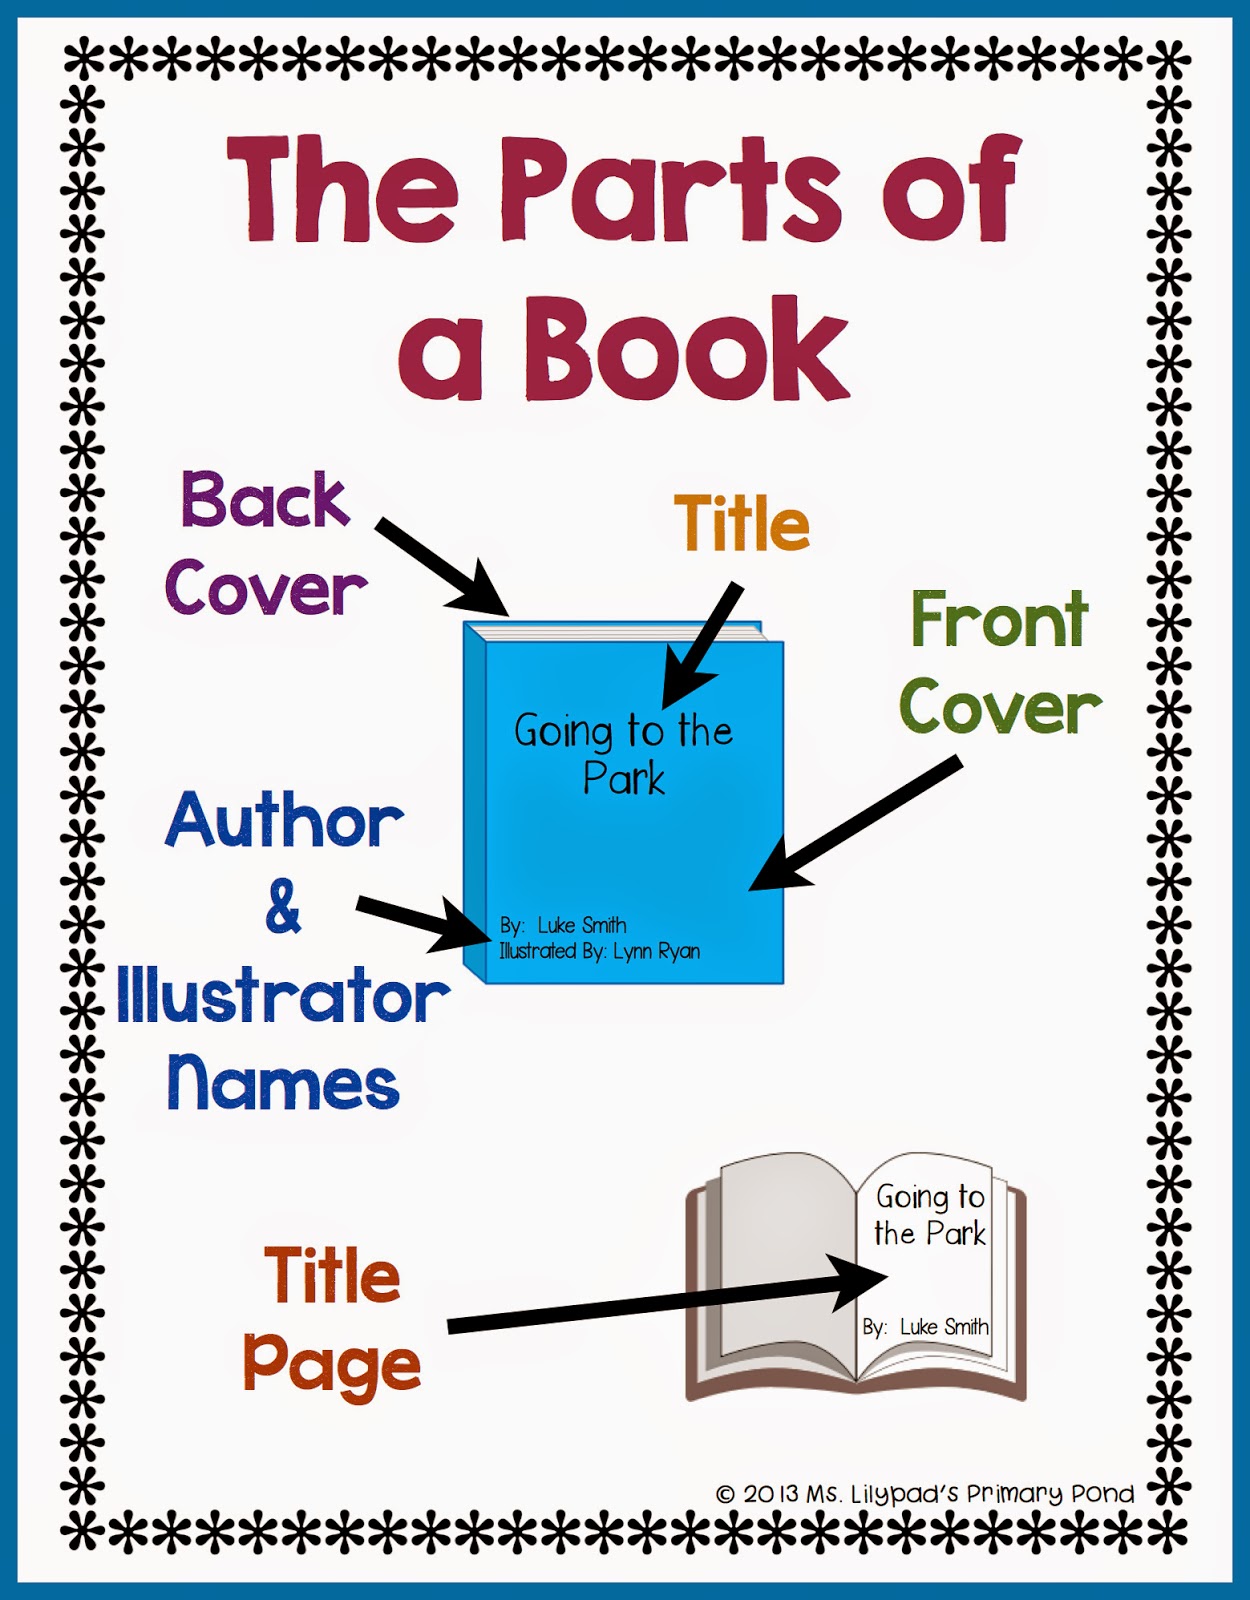 The Parts of
a Book
Back
Cover
Title
Front
Cover
Going to the
Park
Author
&
Illustrator
Names
By: Luke Smith
Illustrated By: Lynn Ryan
Going to
the Park
By: Luke Smith
Title
Page
© 2013 Ms. Lilypad's Primary Pond